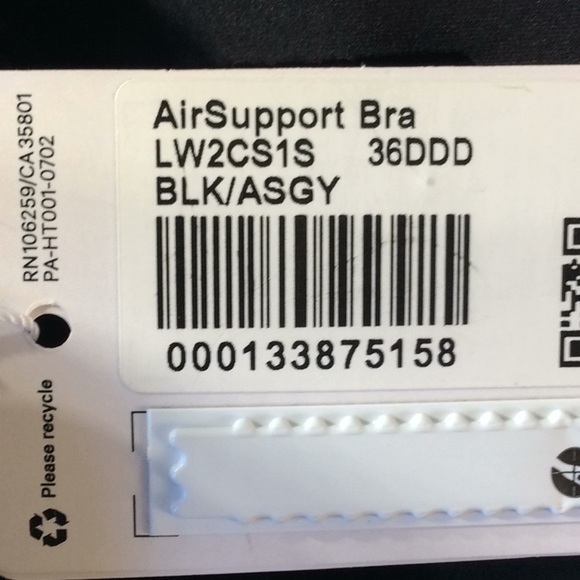 AirSupport Bra
LW2CS1S 36DDD
BLK/ASGY
000133875158
RN106259/CA35801
PA-HT001-0702
Please recycle